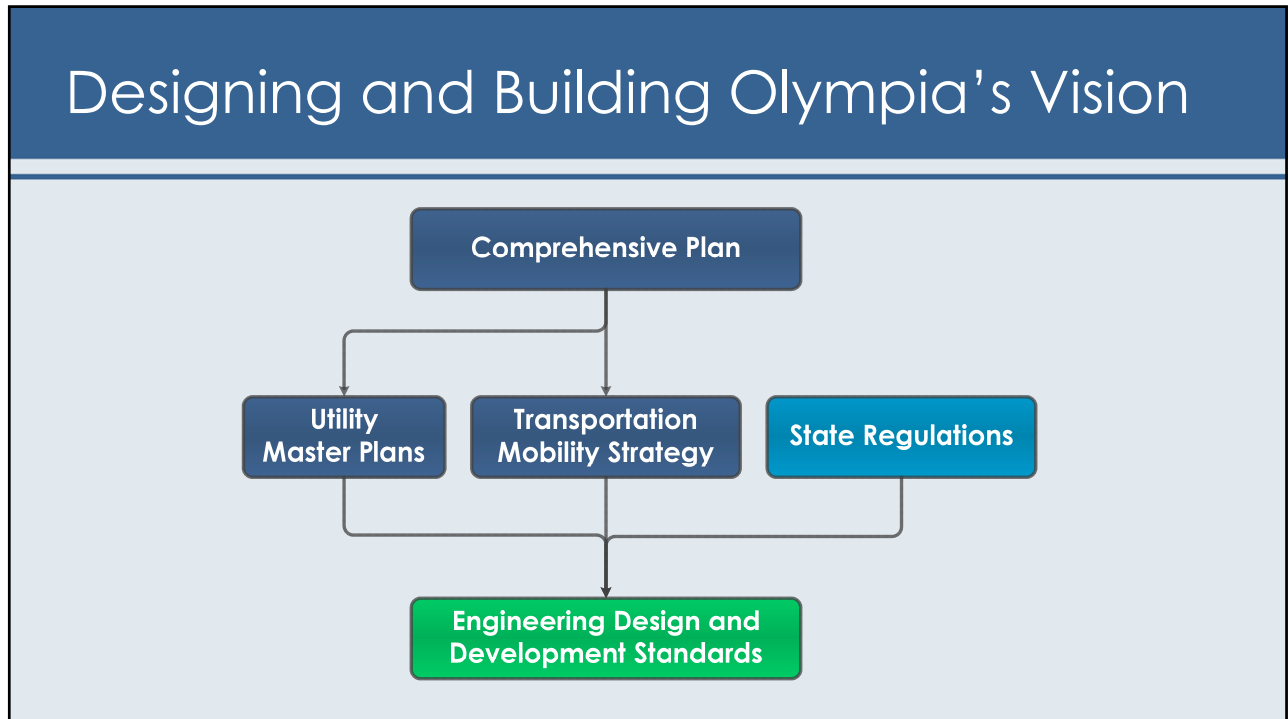 Designing and Building Olympia’s Vision
Comprehensive Plan
Utility
Master Plans
Transportation
Mobility Strategy
State Regulations
Engineering Design and
Development Standards